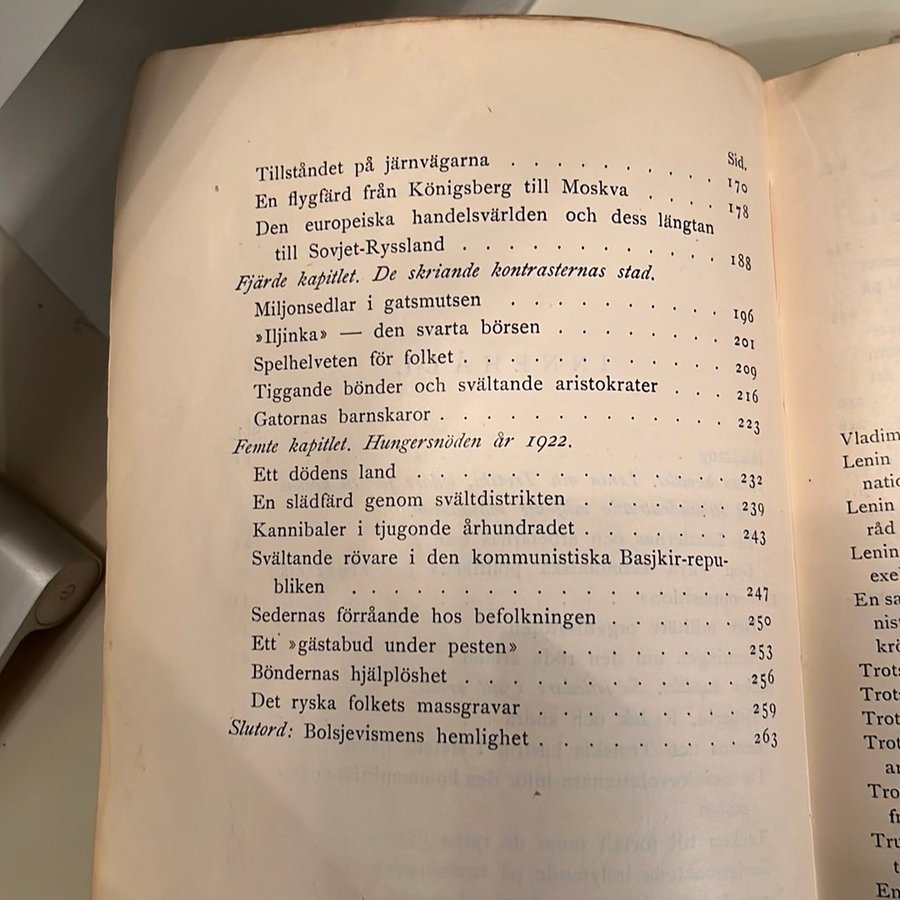 Sid.
Tillståndet på järnvägarna . . . . . . . . 170
En flygfärd från Königsberg till Moskva . . . . 178
Den europeiska handelsvärlden och dess längtan
till Sovjet-Ryssland . . . . . . . . . . 188
Fjärde kapitlet. De skriande kontrasternas stad.
Miljonsedlar i gatsmutsen . . . . . . . . 196
»Iljinka» — den svarta börsen . . . . . . . 201
Spelhelveten för folket . . . . . . . . . . 209
Tiggande bönder och svältande aristokrater . . . 216
Gatornas barnskaror . . . . . . . . . . . 223
Femte kapitlet. Hungersnöden år 1922.
Ett dödens land . . . . . . . . . . . . 232
En slädfärd genom svältdistrikten . . . . . . 239
Kannibaler i tjugonde århundradet . . . . . . 243
Svältande rövare i den kommunistiska Basjkir-repu-
bliken . . . . . . . . . . . . . . 247
Sedernas förråande hos befolkningen . . . . . 250
Ett »gästabud under pesten» . . . . . . . . 253
Böndernas hjälplöshet . . . . . . . . . . 256
Det ryska folkets massgravar . . . . . . . . 259
Slutord: Bolsjevismens hemlighet . . . . . . . 263
Vladim
Lenin
natio
Lenin
råd
Lenin
exe
En sa
nis
krö
Trots
Trots
Trot
Trot
an
Tro
fr
Tru
t
En